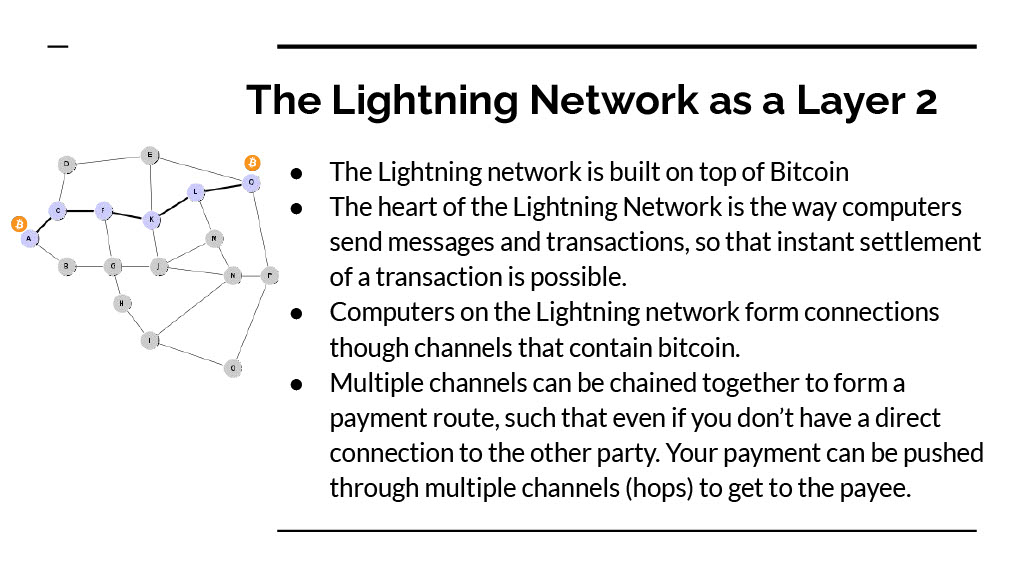 The Lightning Network as a Layer 2
● The Lightning network is built on top of Bitcoin
● The heart of the Lightning Network is the way computers
send messages and transactions, so that instant settlement
of a transaction is possible.
● Computers on the Lightning network form connections
though channels that contain bitcoin.
● Multiple channels can be chained together to form a
payment route, such that even if you don’t have a direct
connection to the other party. Your payment can be pushed
through multiple channels (hops) to get to the payee.
D
E
L
C
F
K
A
M
B
G
J
N
P
H
I